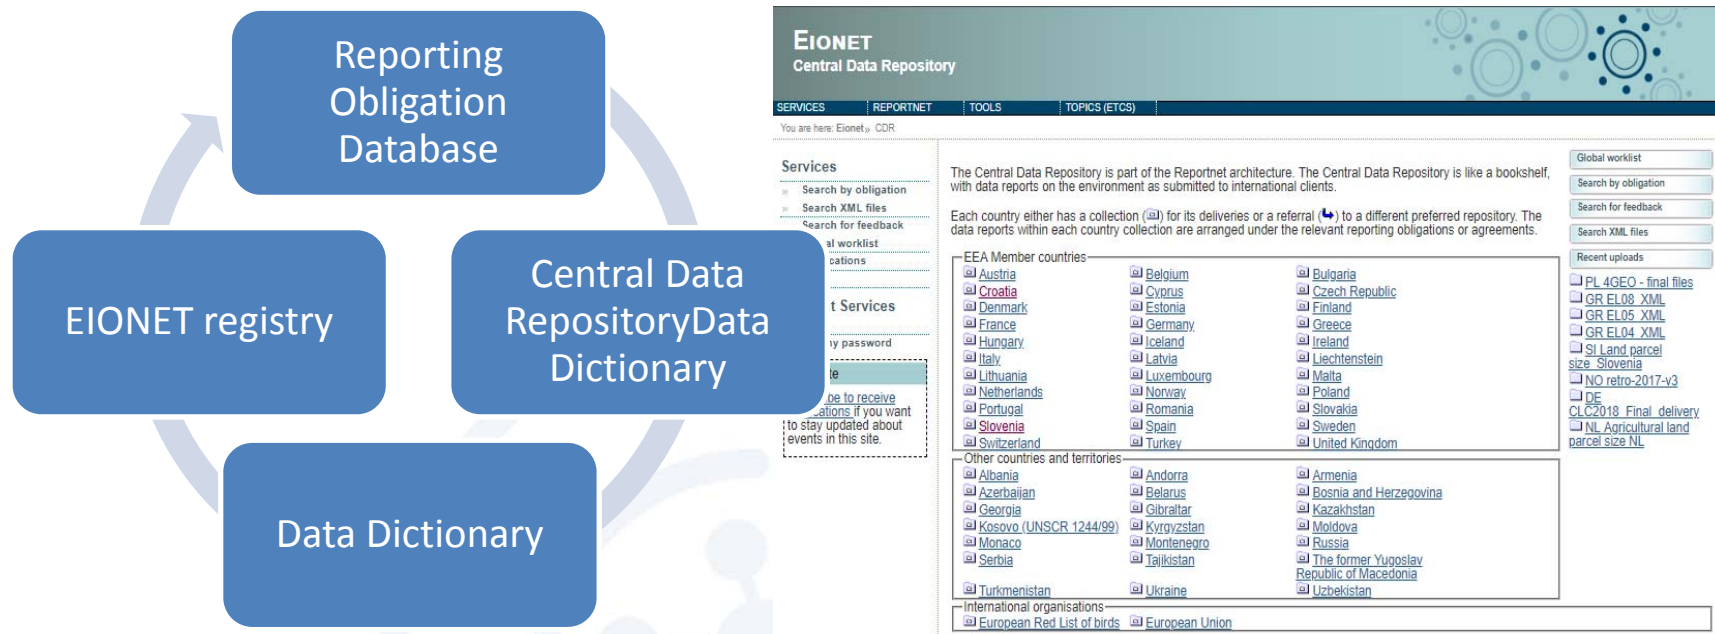 Reporting
Obligation
Database
EIONET registry
Central Data
RepositoryData
Dictionary
Data Dictionary
EIONET
Central Data Repository
SERVICES REPORTNET TOOLS TOPICS (ETCS)
You are here: Eionet » CDR
Services
» Search by obligation
» Search XML files
Search for feedback
al worklist
cations
t Services
ny password
te
be to receive
cations if you want
to stay updated about
events in this site.
The Central Data Repository is part of the Reportnet architecture. The Central Data Repository is like a bookshelf,
with data reports on the environment as submitted to international clients.
Each country either has a collection ( ) for its deliveries or a referral ( ) to a different preferred repository. The
data reports within each country collection are arranged under the relevant reporting obligations or agreements.
EEA Member countries
Austria Belgium Bulgaria
Croatia Cyprus Czech Republic
Denmark Estonia Finland
France Germany Greece
Hungary Iceland Ireland
Italy Latvia Liechtenstein
Lithuania Luxembourg Malta
Netherlands Norway Poland
Portugal Romania Slovakia
Slovenia Spain Sweden
Switzerland Turkey United Kingdom
Other countries and territories
Albania Andorra Armenia
Azerbaijan Belarus Bosnia and Herzegovina
Georgia Gibraltar Kazakhstan
Kosovo (UNSCR 1244/99) Kyrgyzstan Moldova
Monaco Montenegro Russia
Serbia Tajikistan The former Yugoslav
Republic of Macedonia
Turkmenistan Ukraine Uzbekistan
International organisations
European Red List of birds European Union
Global worklist
Search by obligation
Search for feedback
Search XML files
Recent uploads
PL 4GEO - final files
GR EL08 XML
GR EL05 XML
GR EL04 XML
SI Land parcel
size Slovenia
NO retro-2017-v3
DE
CLC2018 Final delivery
NL Agricultural land
parcel size NL